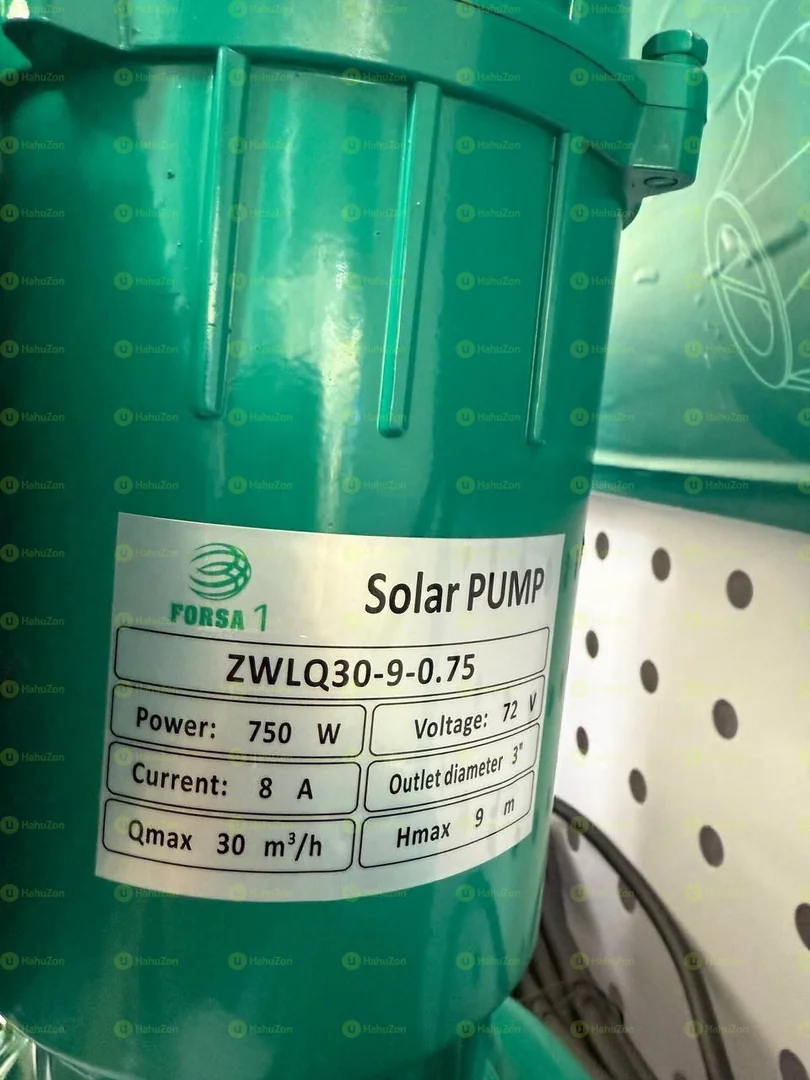 FORSA 1
Solar PUMP
ZWLQ30-9-0.75
Power: 750 W
Voltage: 72 V
Current: 8 A
Outlet diameter 3"
Qmax 30 m³/h
Hmax 9 m
HahuZon